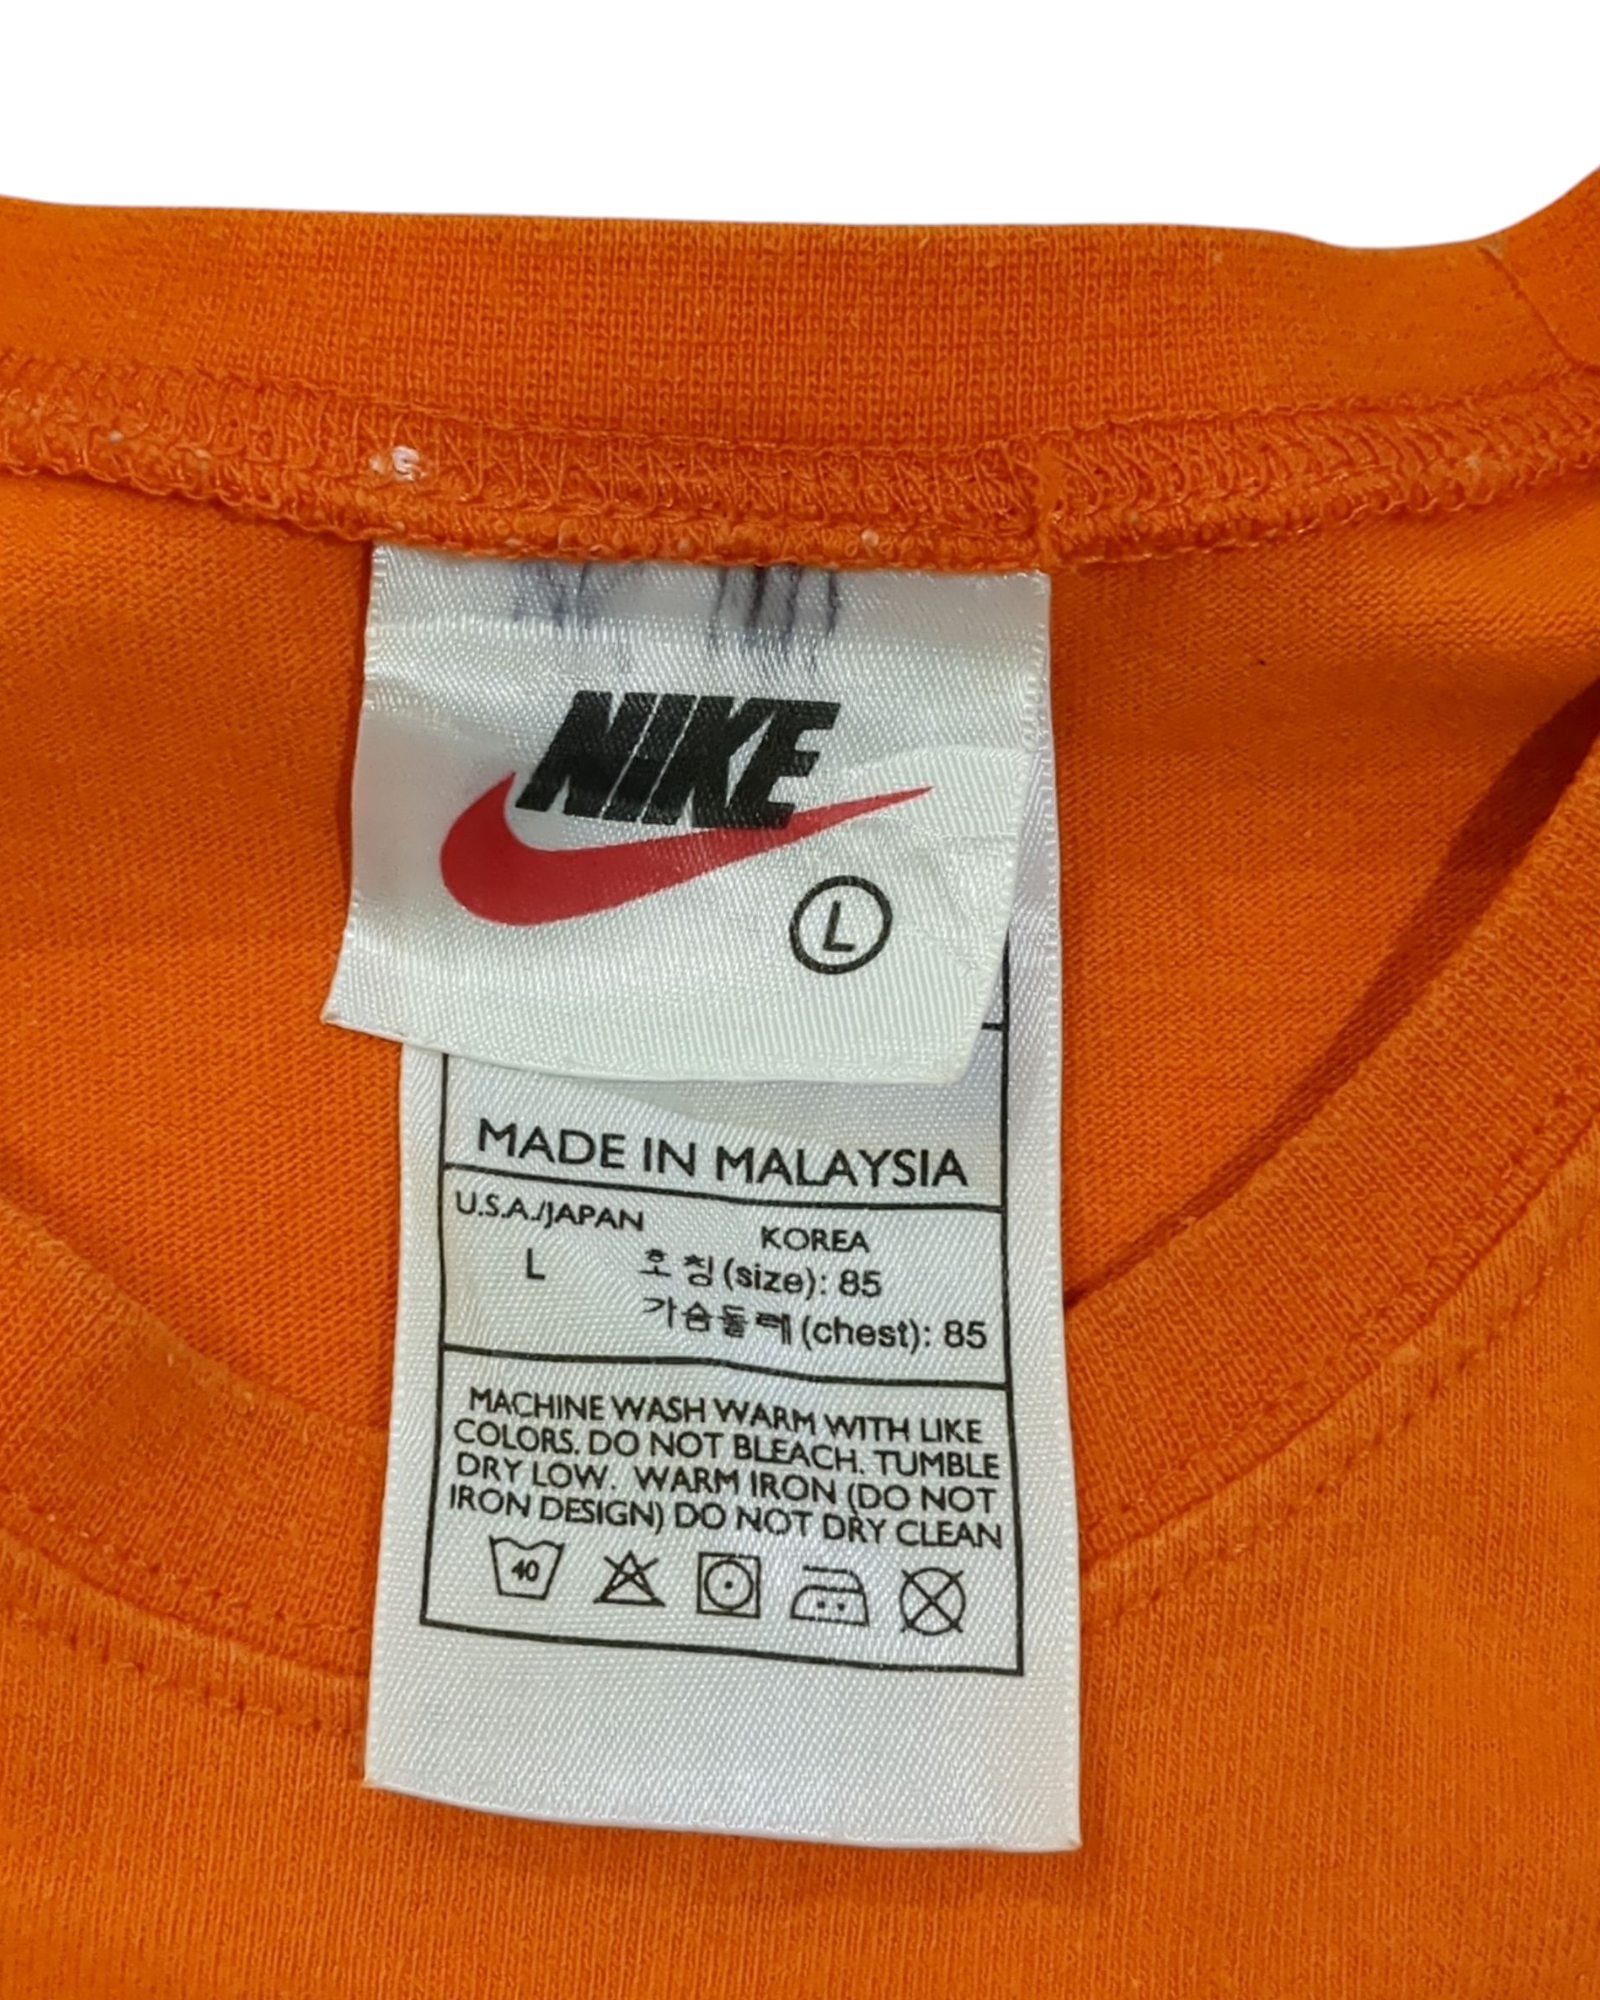 NIKE
L
MADE IN MALAYSIA
U.S.A./JAPAN KOREA
L 호 칭 (size): 85
가슴둘레 (chest): 85
MACHINE WASH WARM WITH LIKE
COLORS. DO NOT BLEACH. TUMBLE
DRY LOW. WARM IRON (DO NOT
IRON DESIGN) DO NOT DRY CLEAN
40